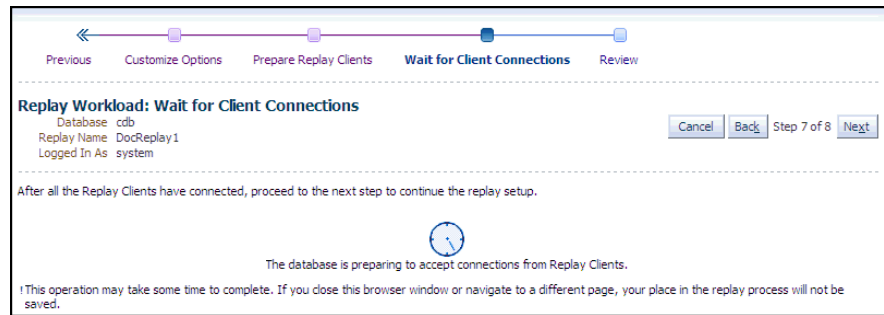 Previous Customize Options Prepare Replay Clients Wait for Client Connections Review
Replay Workload: Wait for Client Connections
Database cdb
Replay Name DocReplay1
Logged In As system
Cancel Back Step 7 of 8 Next
After all the Replay Clients have connected, proceed to the next step to continue the replay setup.
The database is preparing to accept connections from Replay Clients.
! This operation may take some time to complete. If you close this browser window or navigate to a different page, your place in the replay process will not be
saved.